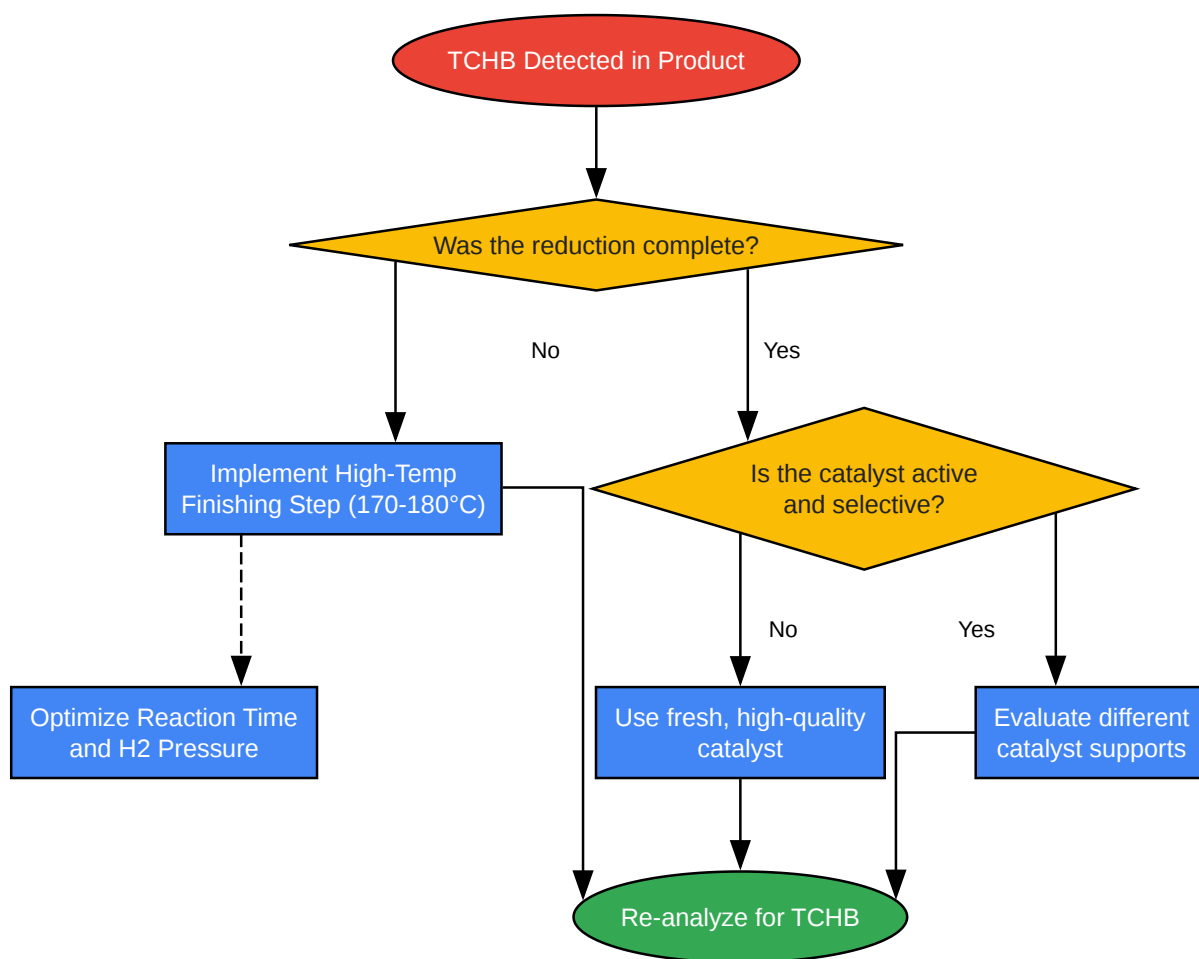 TCHB Detected in Product
Was the reduction complete?
No
Yes
Implement High-Temp
Finishing Step (170-180°C)
Is the catalyst active
and selective?
No
Yes
Optimize Reaction Time
and H2 Pressure
Use fresh, high-quality
catalyst
Evaluate different
catalyst supports
Re-analyze for TCHB